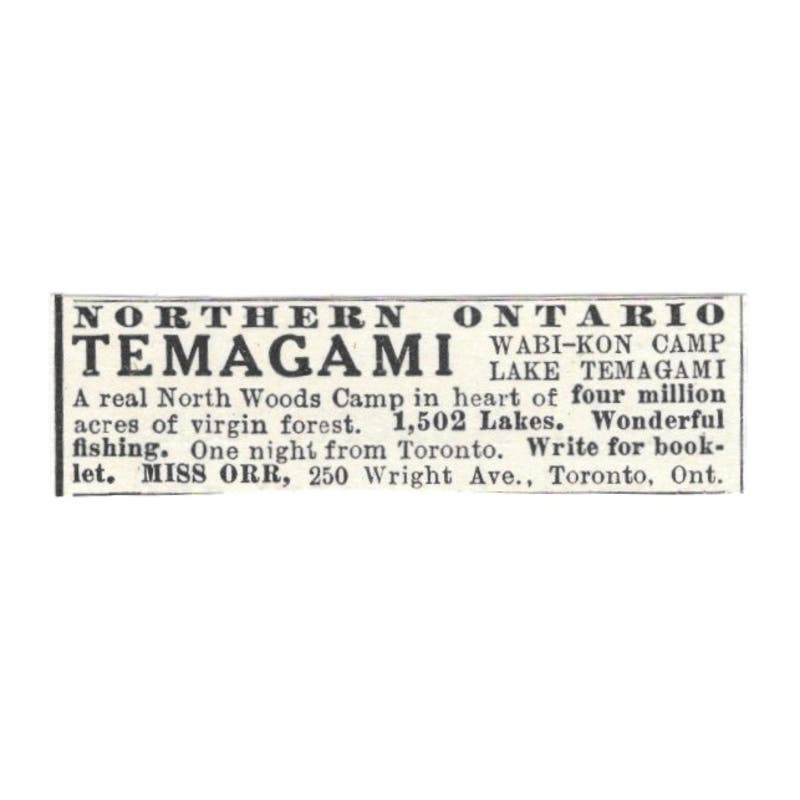 NORTHERN ONTARIO
TEMAGAMI WABI-KON CAMP
LAKE TEMAGAMI
A real North Woods Camp in heart of four million
acres of virgin forest. 1,502 Lakes. Wonderful
fishing. One night from Toronto. Write for book-
let. MISS ORR, 250 Wright Ave., Toronto, Ont.